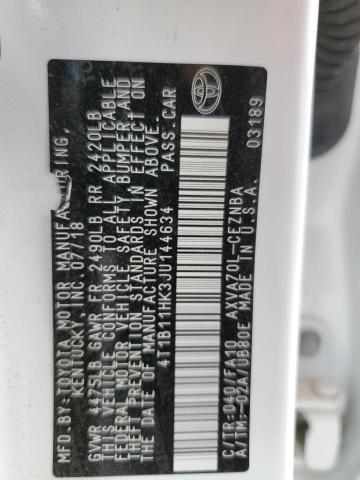 MFD.BY:TOYOTA MOTOR MANUFA RING,
KENTUCKY, INC. 07/18
GVWR 4475LB GAWR FR 2490LB RR 2420LB
THIS VEHICLE CONFORMS TO ALL APPLICABLE
FEDERAL MOTOR VEHICLE SAFETY BUMPER, AND
THEFT PREVENTION STANDARDS IN EFFECT ON
THE DATE OF MANUFACTURE SHOWN ABOVE.
4T1B11HK3JU144634 PASS.CAR
C/TR:040/FA10 AXVA70L-CEZNBA
A/TM:-02A/UB80E MADE IN U.S.A.
03189